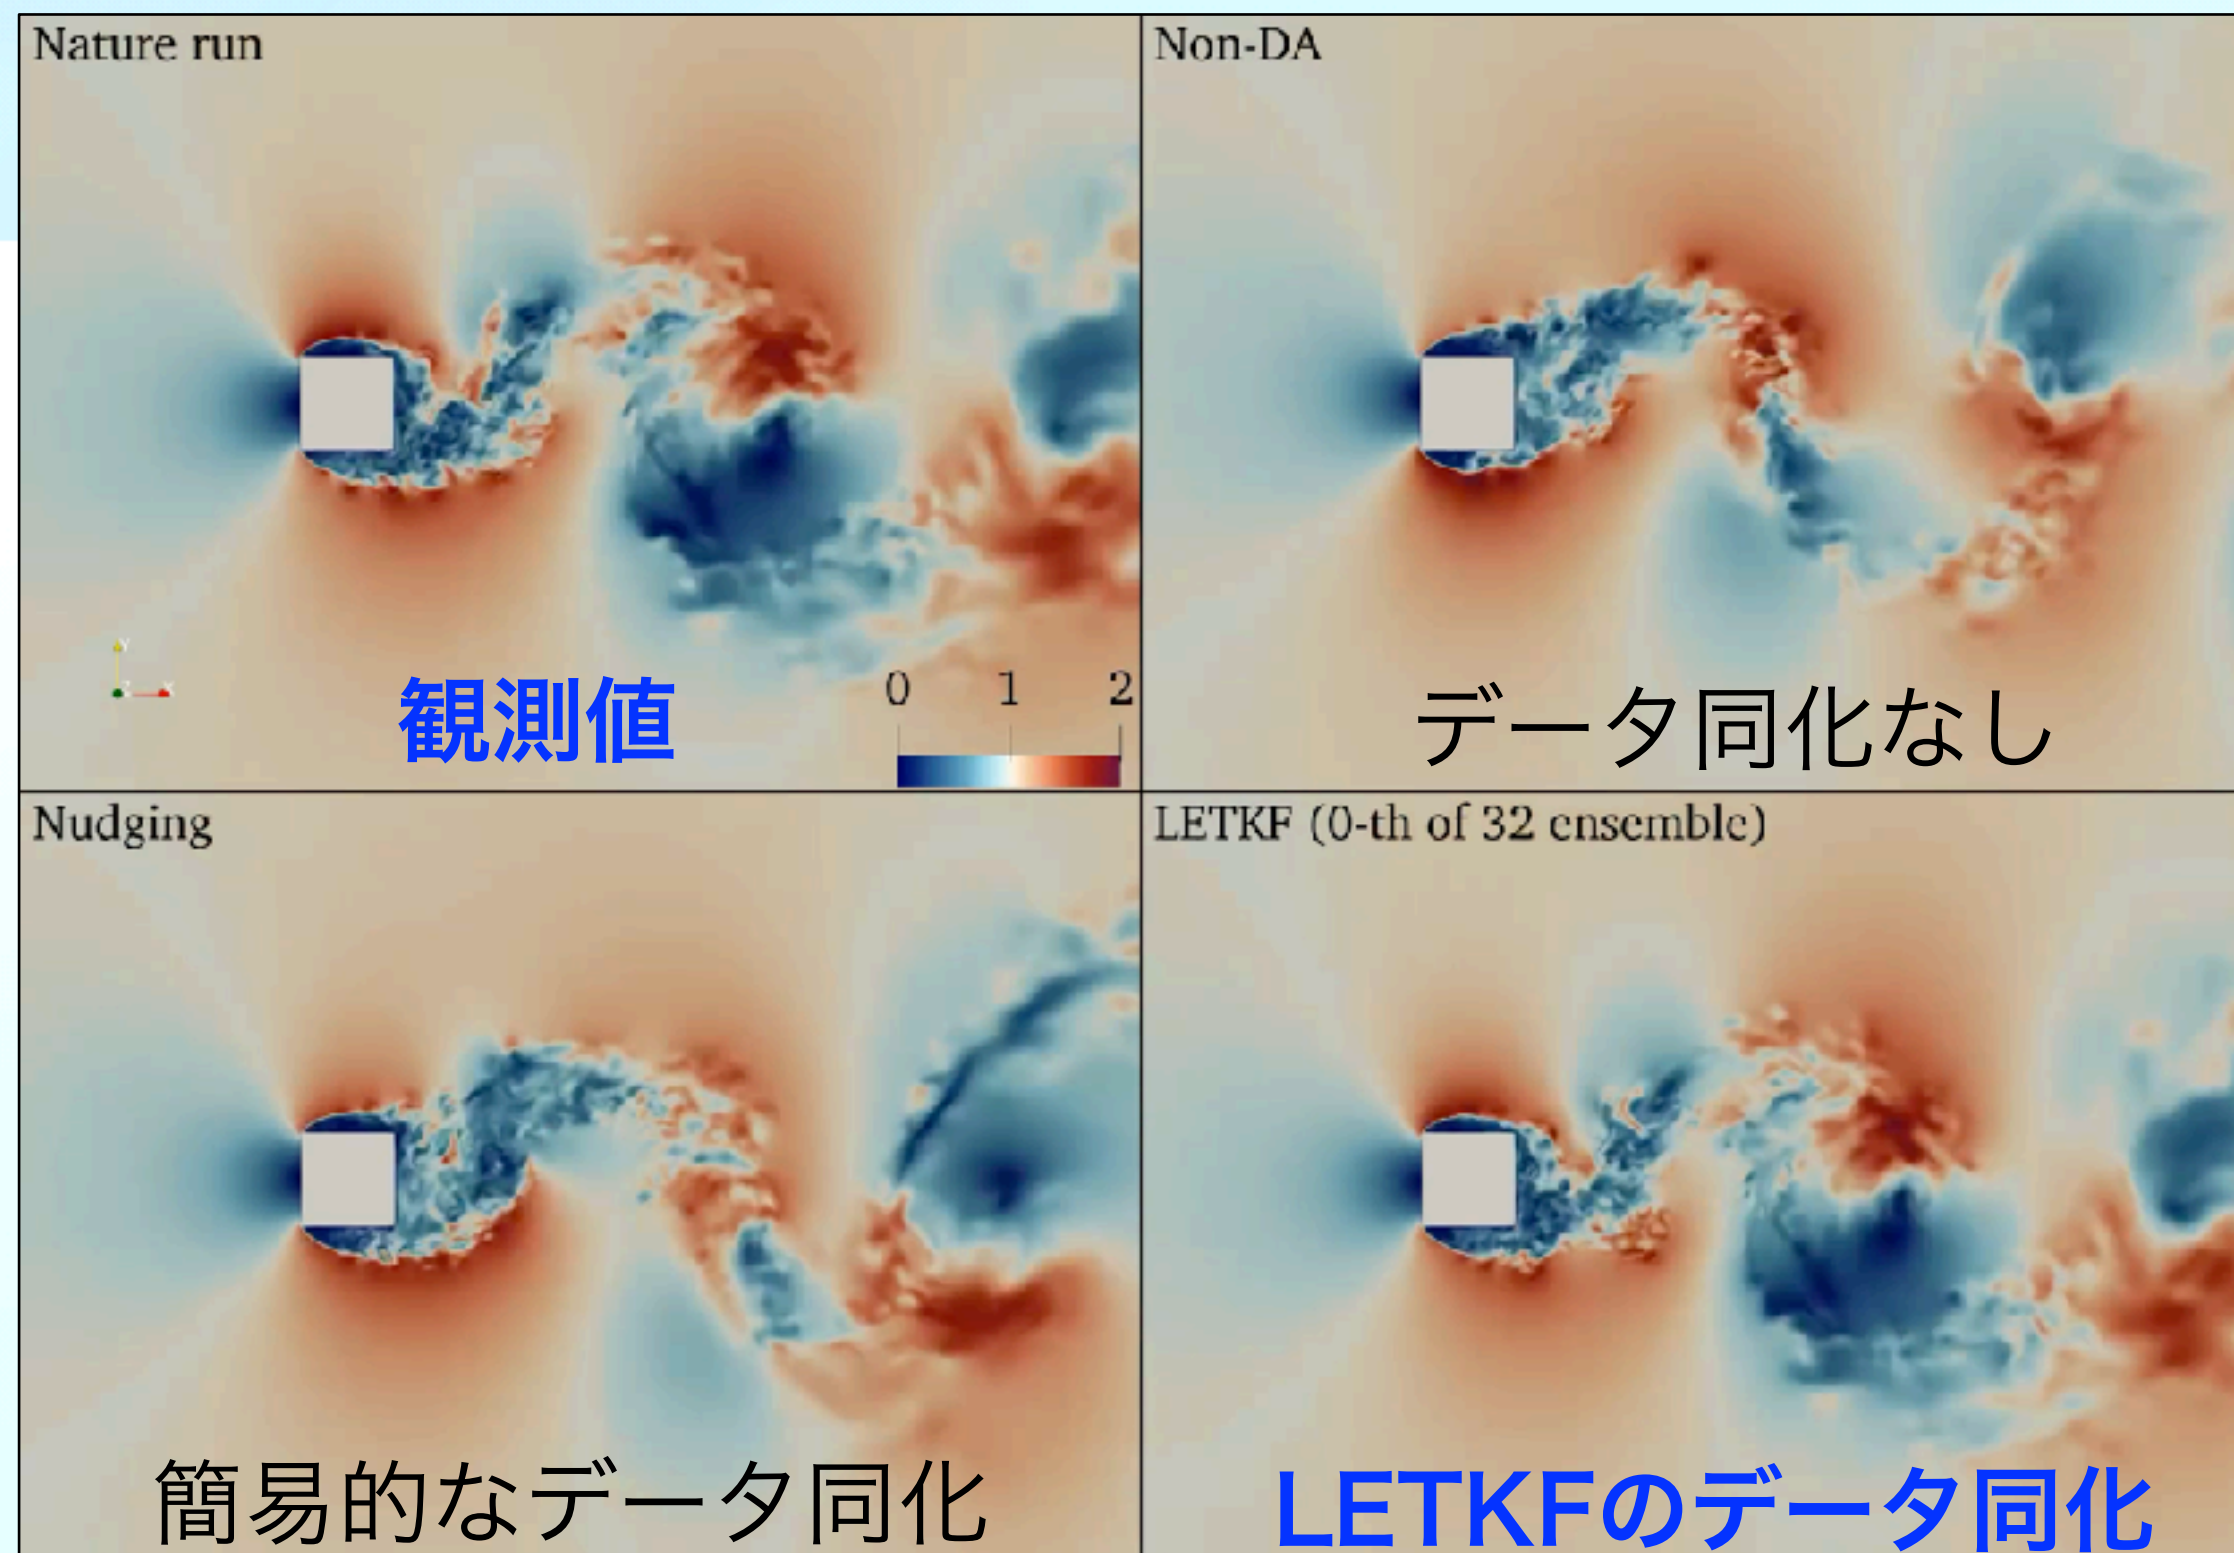 Nature run
Non-DA
観測値
0 1 2
データ同化なし
Nudging
LETKF (0-th of 32 ensemble)
簡易的なデータ同化
LETKFのデータ同化